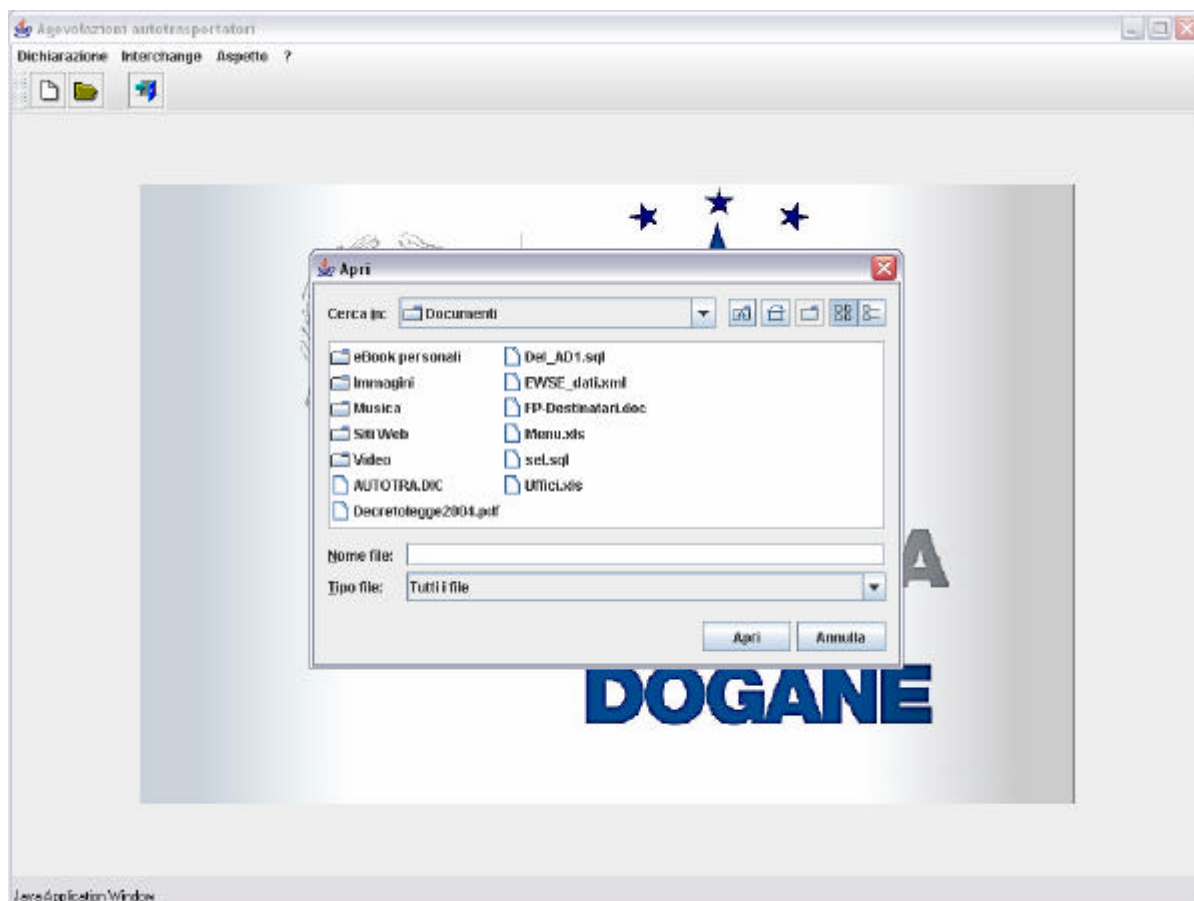 Agevolazioni autotrasportatori
Dichiarazione Interchange Aspetto ?
Apri
Cerca in: Documenti
eBook personali
Immagini
Musica
Siti Web
Video
AUTOTRA.DIC
Decretolegge2004.pdf
Del_AD1.sql
EWSE_dati.xml
FP-Destinatari.doc
Menu.xls
sel.sql
Uffici.xls
Nome file:
Tipo file: Tutti i file
Apri Annulla
A
DOGANE
Java Application Window